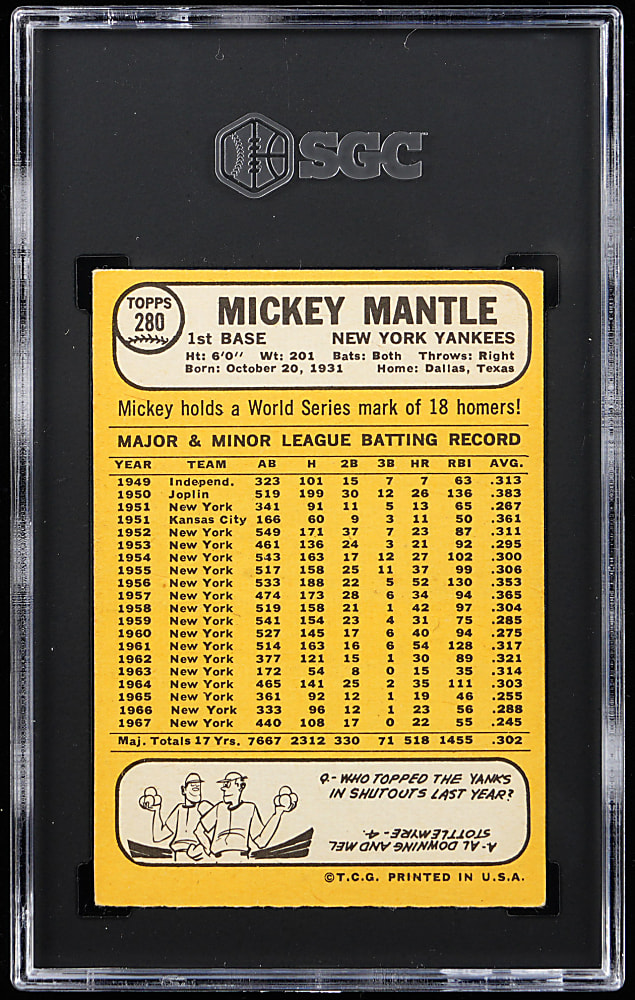 SGC
TOPPS
280
MICKEY MANTLE
1st BASE NEW YORK YANKEES
Ht: 6'0" Wt: 201 Bats: Both Throws: Right
Born: October 20, 1931 Home: Dallas, Texas
Mickey holds a World Series mark of 18 homers!
MAJOR & MINOR LEAGUE BATTING RECORD
YEAR TEAM AB H 2B 3B HR RBI AVG.
1949 Independ. 323 101 15 7 7 63 .313
1950 Joplin 519 199 30 12 26 136 .383
1951 New York 341 91 11 5 13 65 .267
1951 Kansas City 166 60 9 3 11 50 .361
1952 New York 549 171 37 7 23 87 .311
1953 New York 461 136 24 3 21 92 .295
1954 New York 543 163 17 12 27 102 .300
1955 New York 517 158 25 11 37 99 .306
1956 New York 533 188 22 5 52 130 .353
1957 New York 474 173 28 6 34 94 .365
1958 New York 519 158 21 1 42 97 .304
1959 New York 541 154 23 4 31 75 .285
1960 New York 527 145 17 6 40 94 .275
1961 New York 514 163 16 6 54 128 .317
1962 New York 377 121 15 1 30 89 .321
1963 New York 172 54 8 0 15 35 .314
1964 New York 465 141 25 2 35 111 .303
1965 New York 361 92 12 1 19 46 .255
1966 New York 333 96 12 1 23 56 .288
1967 New York 440 108 17 0 22 55 .245
Maj. Totals 17 Yrs. 7667 2312 330 71 518 1455 .302
Q.- WHO TOPPED THE YANKS
IN SHUTOUTS LAST YEAR?
A.- AL DOWNING AND MEL
STOTTLEMYRE - 4.
©T.C.G. PRINTED IN U.S.A.